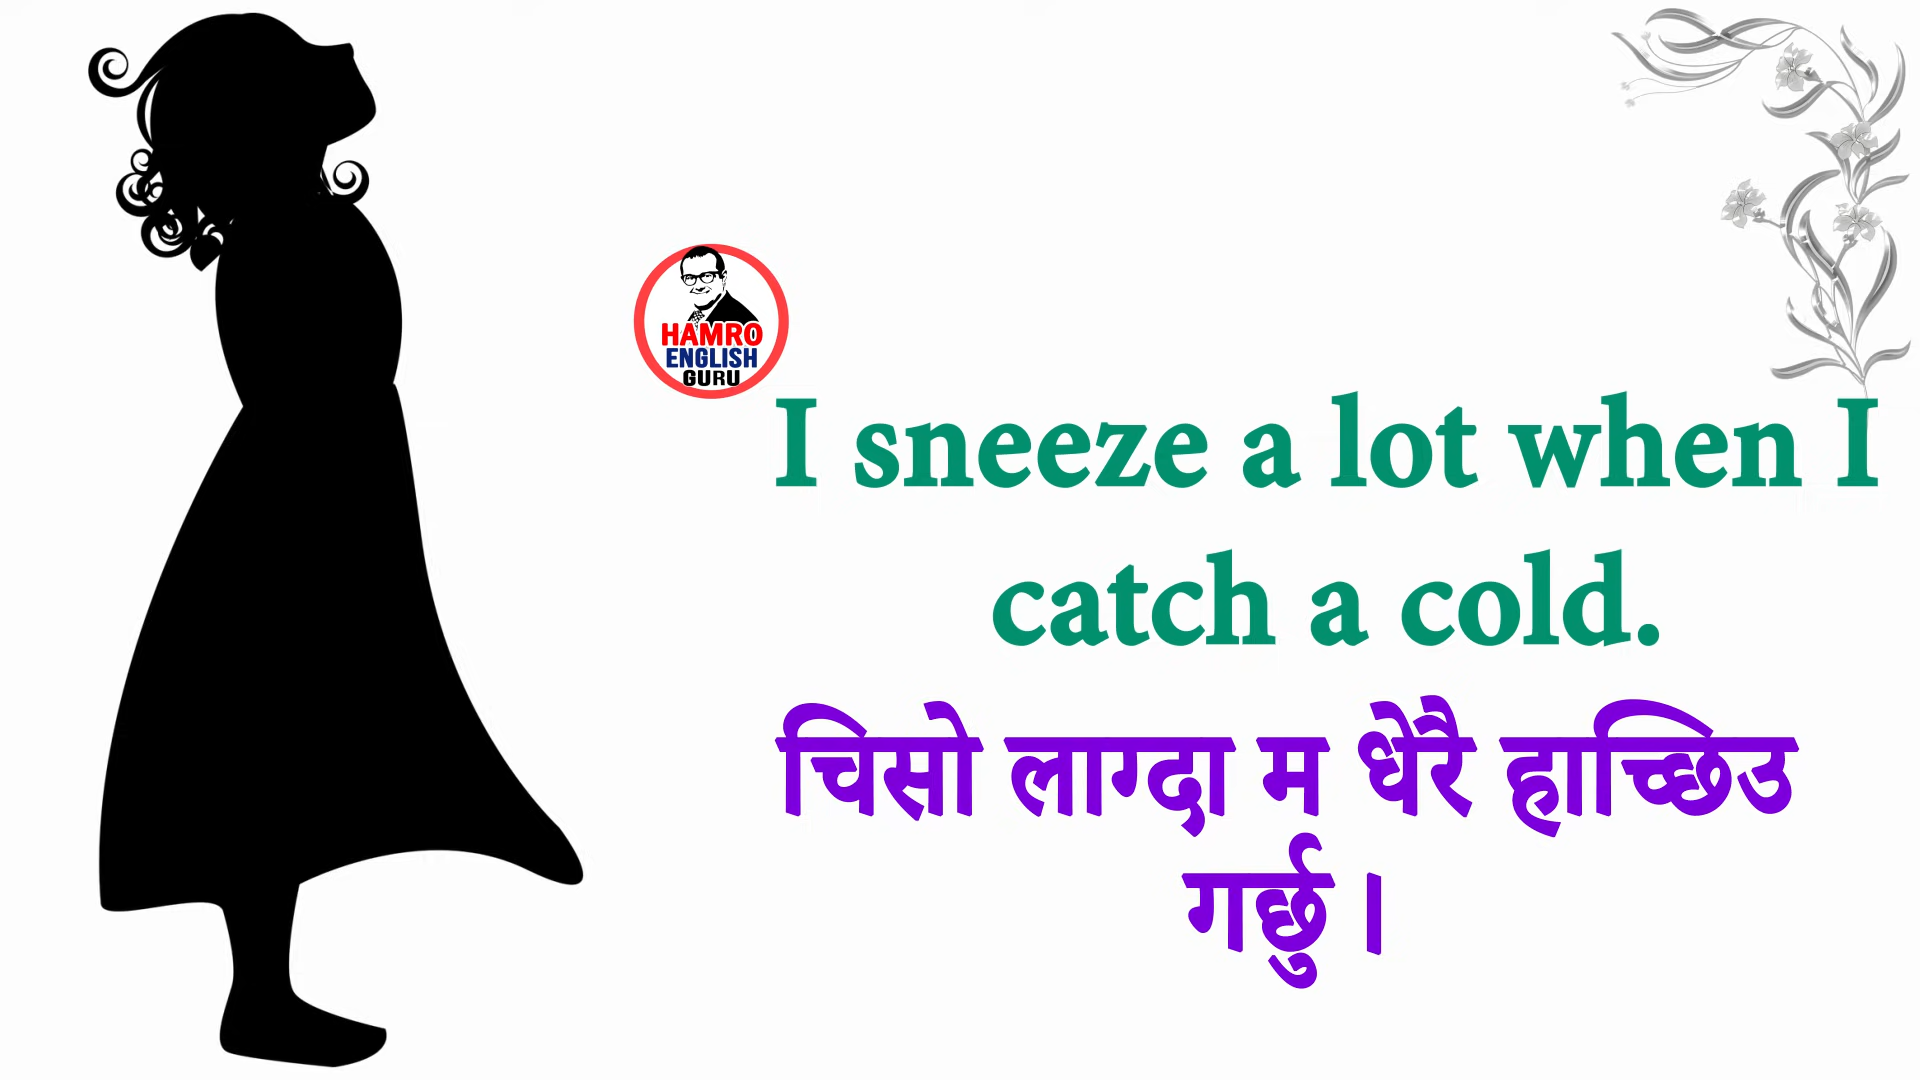 HAMRO
ENGLISH
GURU
I sneeze a lot when I
catch a cold.
चिसो लाग्दा म धेरै हाच्छिउ
गर्छु ।